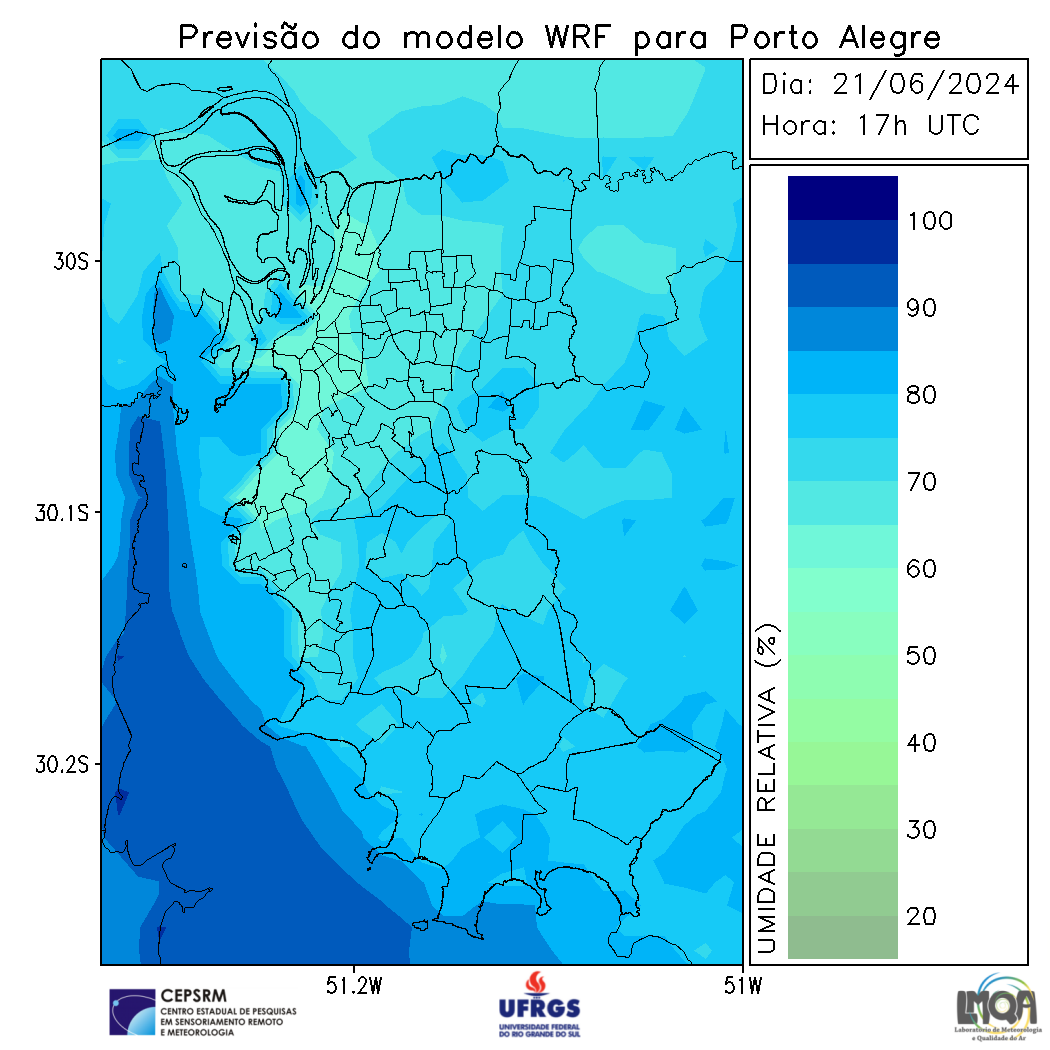 Previsão do modelo WRF para Porto Alegre
Dia: 21/06/2024
Hora: 17h UTC
30S
30.1S
30.2S
51.2W
51W
100
90
80
70
60
50
40
30
20
UMIDADE RELATIVA (%)
CEPSRM
CENTRO ESTADUAL DE PESQUISAS
EM SENSORIAMENTO REMOTO
E METEOROLOGIA
UFRGS
UNIVERSIDADE FEDERAL
DO RIO GRANDE DO SUL
LMQA
Laboratório de Meteorologia
e Qualidade do Ar